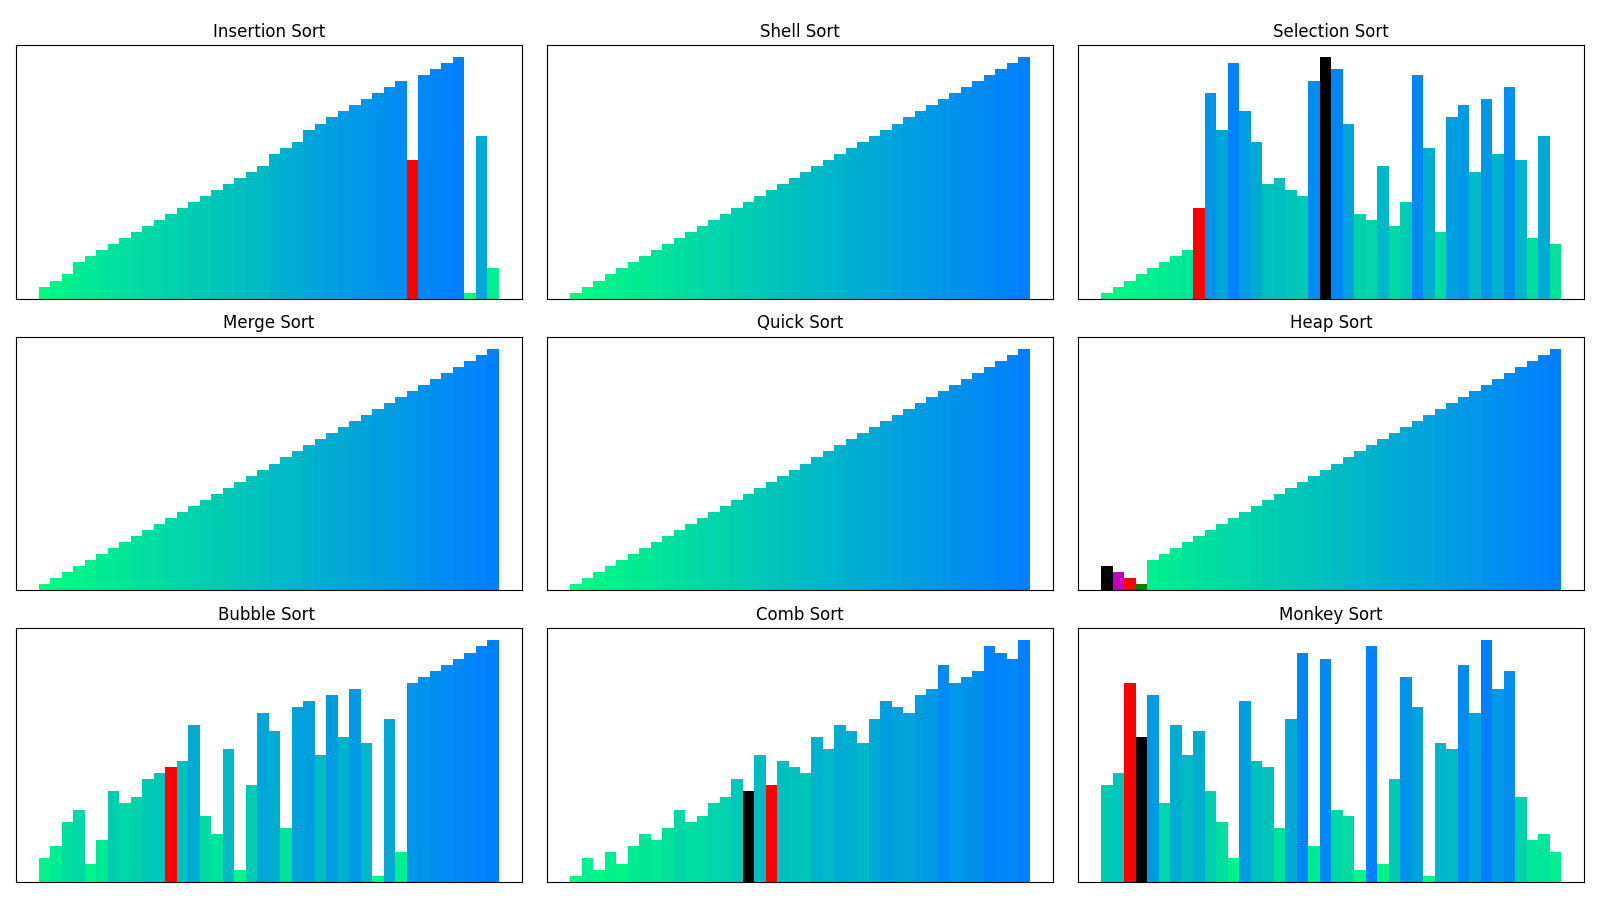 Insertion Sort
Shell Sort
Selection Sort
Merge Sort
Quick Sort
Heap Sort
Bubble Sort
Comb Sort
Monkey Sort